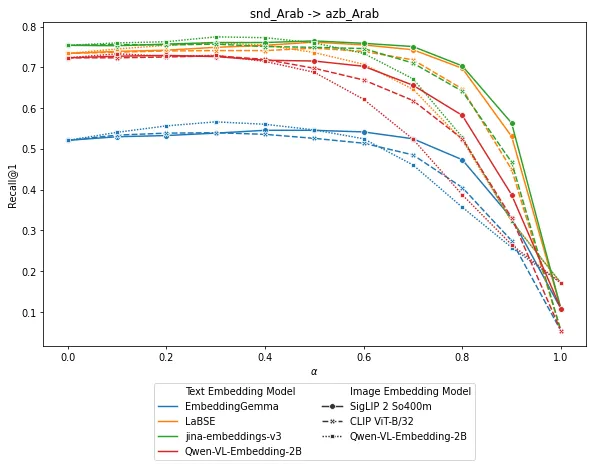 snd_Arab -> azb_Arab
Recall@1
0.8
0.7
0.6
0.5
0.4
0.3
0.2
0.1
0.0 0.2 0.4 0.6 0.8 1.0
α
Text Embedding Model Image Embedding Model
EmbeddingGemma SigLIP 2 So400m
LaBSE CLIP ViT-B/32
jina-embeddings-v3 Qwen-VL-Embedding-2B
Qwen-VL-Embedding-2B